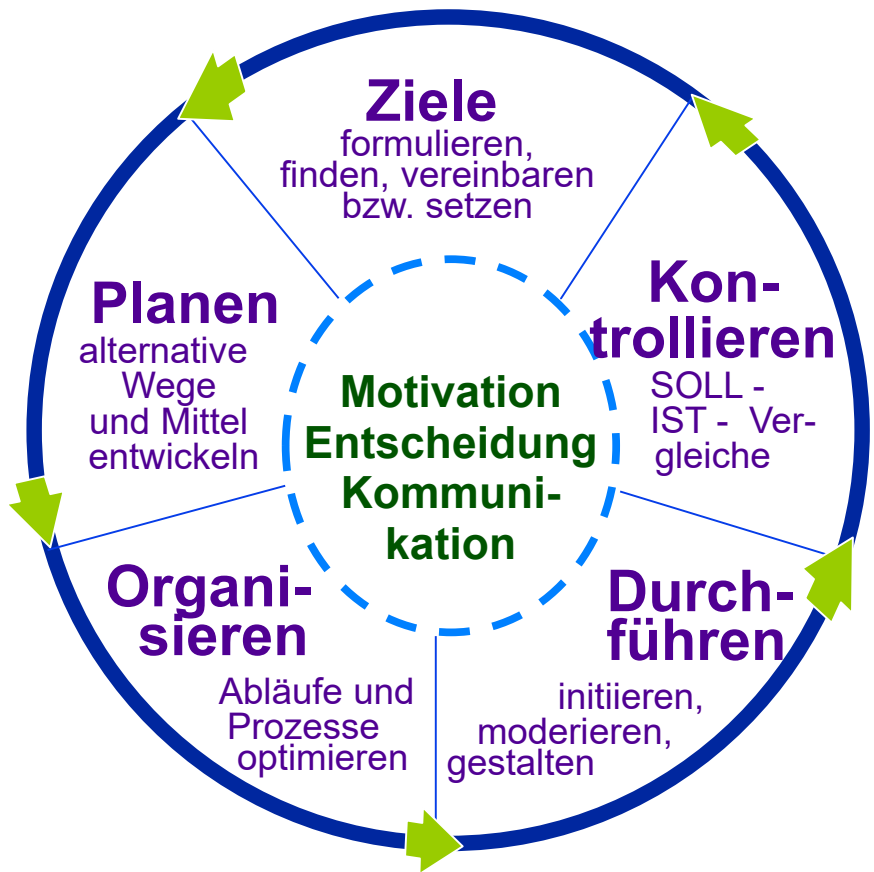 Ziele
formulieren,
finden, vereinbaren
bzw. setzen
Planen
alternative
Wege
und Mittel
entwickeln
Organi-
sieren
Abläufe und
Prozesse
optimieren
Durch-
führen
initiieren,
moderieren,
gestalten
Kon-
trollieren
SOLL -
IST - Ver-
gleiche
Motivation
Entscheidung
Kommuni-
kation